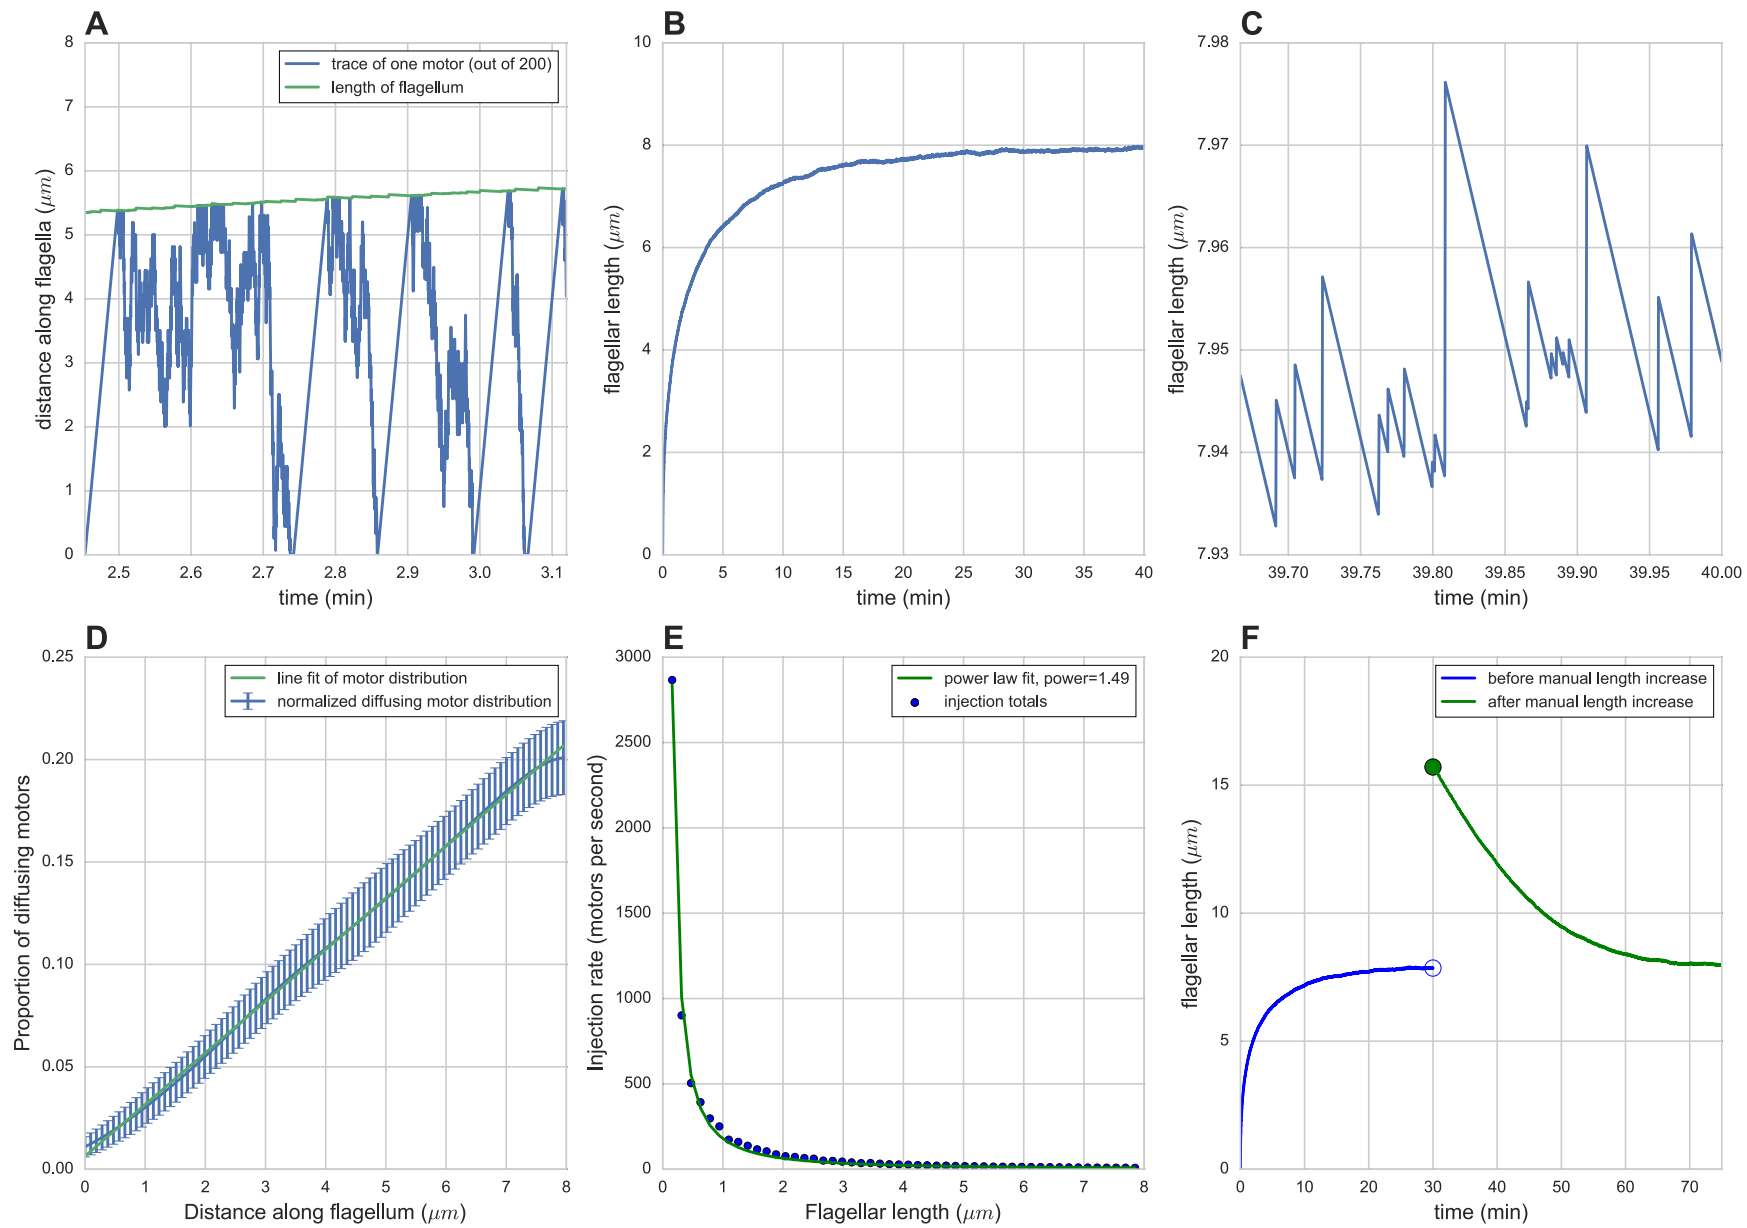 A
8
7
6
5
4
3
2
1
0
2.5 2.6 2.7 2.8 2.9 3.0 3.1
time (min)
distance along flagella (μm)
trace of one motor (out of 200)
length of flagellum
B
10
8
6
4
2
0
0 5 10 15 20 25 30 35 40
time (min)
flagellar length (μm)
C
7.98
7.97
7.96
7.95
7.94
7.93
39.70 39.75 39.80 39.85 39.90 39.95 40.00
time (min)
flagellar length (μm)
D
0.25
0.20
0.15
0.10
0.05
0.00
0 1 2 3 4 5 6 7 8
Distance along flagellum (μm)
Proportion of diffusing motors
line fit of motor distribution
normalized diffusing motor distribution
E
3000
2500
2000
1500
1000
500
0
0 1 2 3 4 5 6 7 8
Flagellar length (μm)
Injection rate (motors per second)
power law fit, power=1.49
injection totals
F
20
15
10
5
0
0 10 20 30 40 50 60 70
time (min)
flagellar length (μm)
before manual length increase
after manual length increase